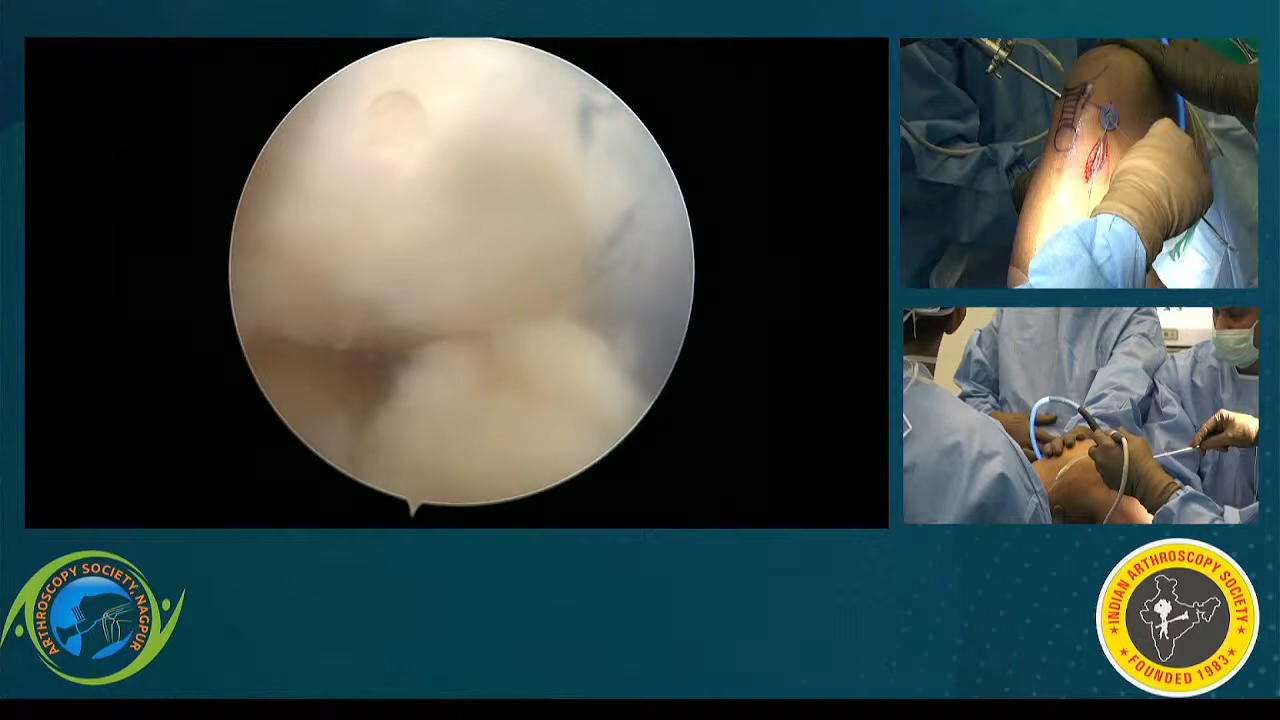 ARTHROSCOPY SOCIETY, NAGPUR
INDIAN ARTHROSCOPY SOCIETY
FOUNDED 1983